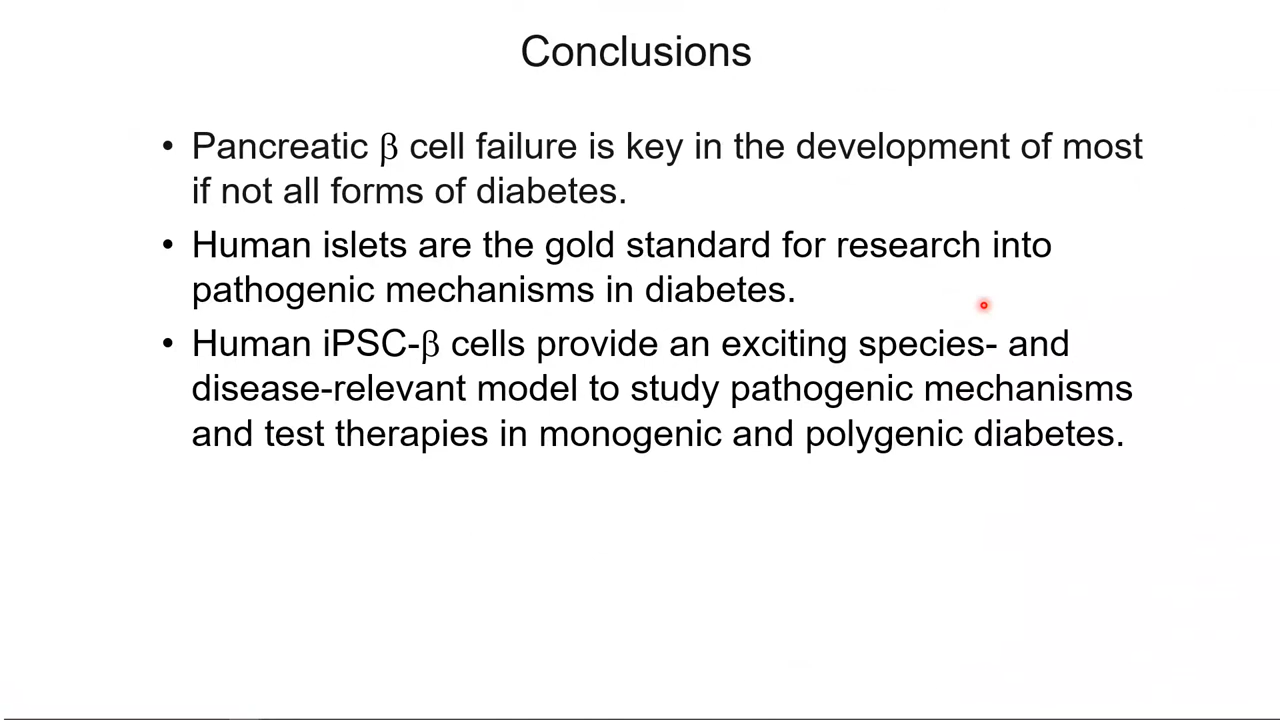 Conclusions
• Pancreatic β cell failure is key in the development of most
if not all forms of diabetes.
• Human islets are the gold standard for research into
pathogenic mechanisms in diabetes.
• Human iPSC-β cells provide an exciting species- and
disease-relevant model to study pathogenic mechanisms
and test therapies in monogenic and polygenic diabetes.